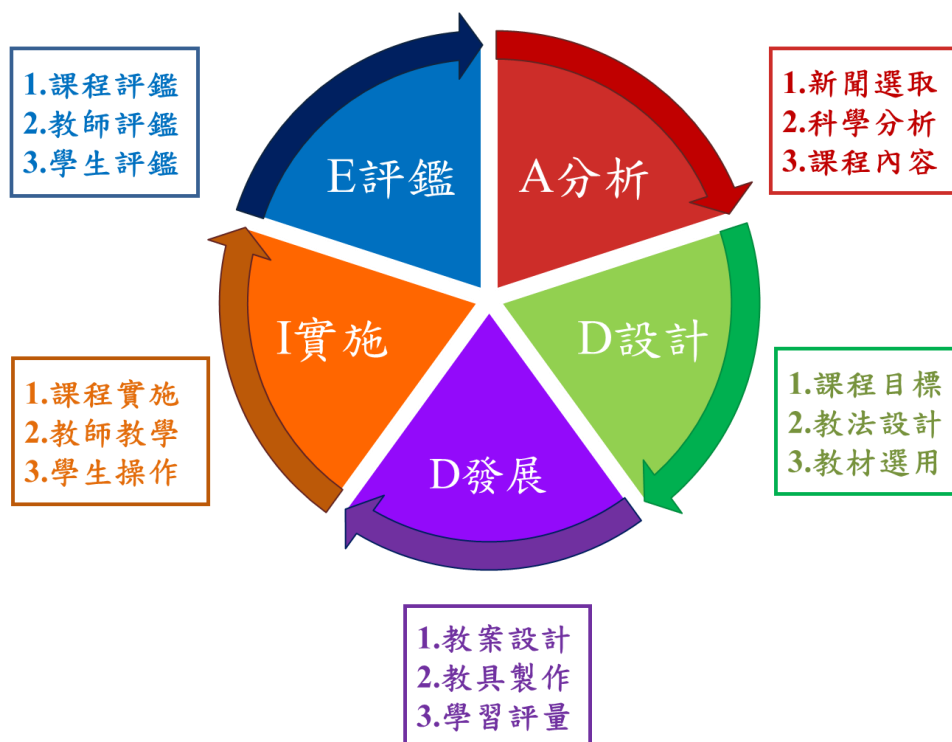 A分析
1.新聞選取
2.科學分析
3.課程內容
D設計
1.課程目標
2.教法設計
3.教材選用
D發展
1.教案設計
2.教具製作
3.學習評量
I實施
1.課程實施
2.教師教學
3.學生操作
E評鑑
1.課程評鑑
2.教師評鑑
3.學生評鑑